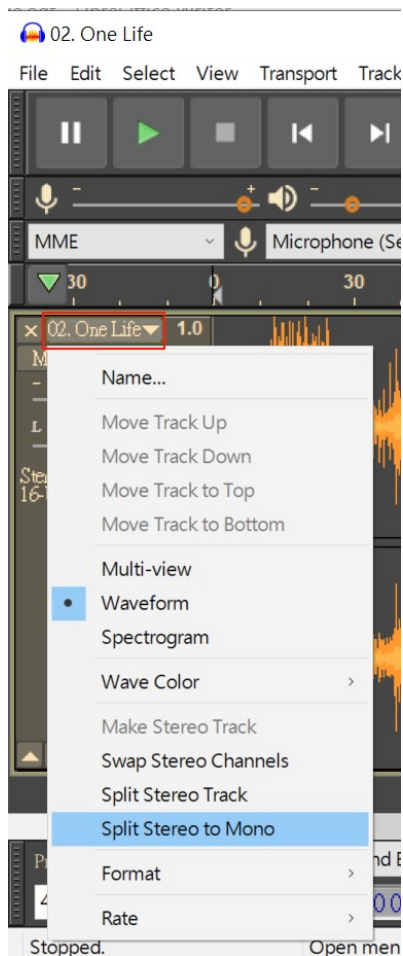 02. One Life
File Edit Select View Transport Track
MME Microphone (Se
30 0 30
× 02. One Life 1.0
M
L
Ste
16-
Name...
Move Track Up
Move Track Down
Move Track to Top
Move Track to Bottom
Multi-view
Waveform
Spectrogram
Wave Color
Make Stereo Track
Swap Stereo Channels
Split Stereo Track
Split Stereo to Mono
Format
Rate
Stopped. Open men